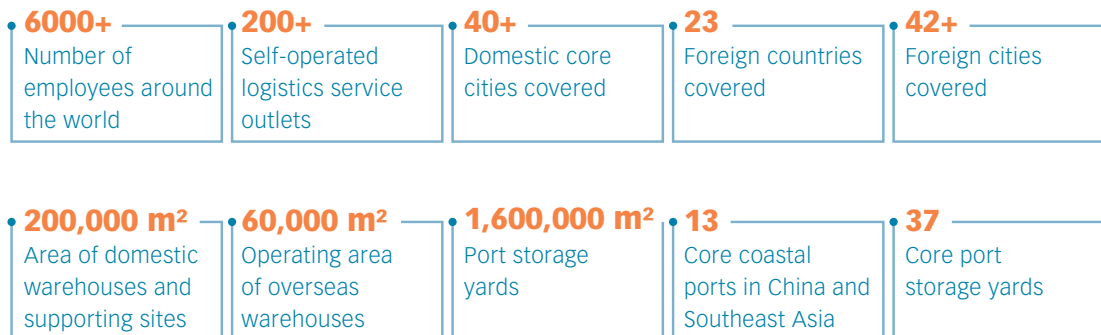 6000+
Number of
employees around
the world
200+
Self-operated
logistics service
outlets
40+
Domestic core
cities covered
23
Foreign countries
covered
42+
Foreign cities
covered
200,000 m²
Area of domestic
warehouses and
supporting sites
60,000 m²
Operating area
of overseas
warehouses
1,600,000 m²
Port storage
yards
13
Core coastal
ports in China and
Southeast Asia
37
Core port
storage yards